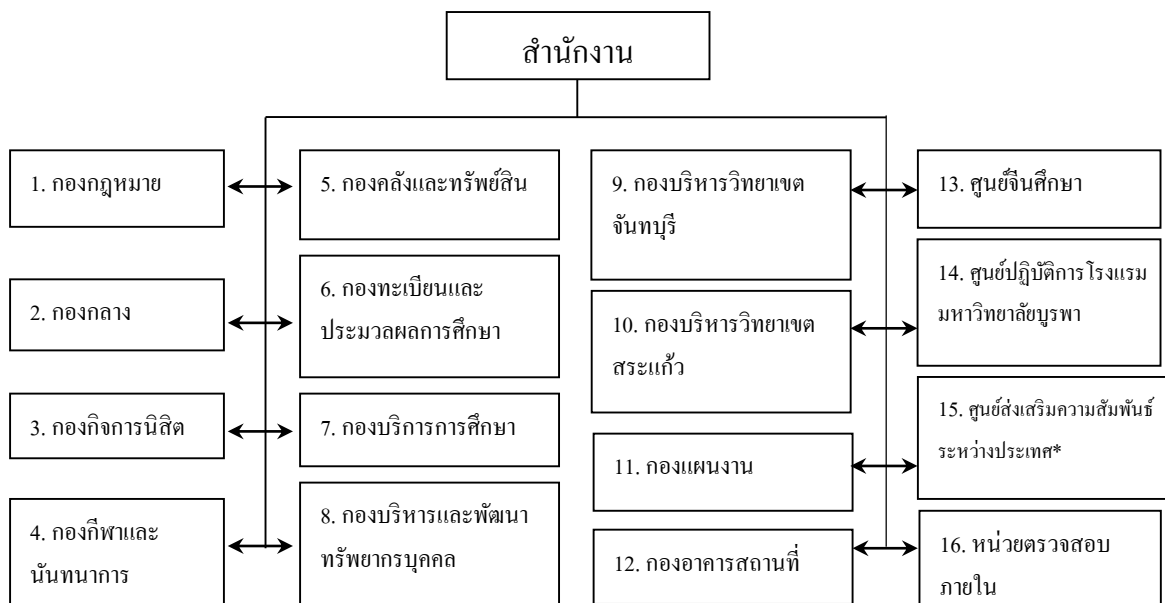 สำนักงาน
1. กองกฎหมาย
2. กองกลาง
3. กองกิจการนิสิต
4. กองกีฬาและ
นันทนาการ
5. กองคลังและทรัพย์สิน
6. กองทะเบียนและ
ประมวลผลการศึกษา
7. กองบริการการศึกษา
8. กองบริหารและพัฒนา
ทรัพยากรบุคคล
9. กองบริหารวิทยาเขต
จันทบุรี
10. กองบริหารวิทยาเขต
สระแก้ว
11. กองแผนงาน
12. กองอาคารสถานที่
13. ศูนย์จีนศึกษา
14. ศูนย์ปฏิบัติการโรงแรม
มหาวิทยาลัยบูรพา
15. ศูนย์ส่งเสริมความสัมพันธ์
ระหว่างประเทศ*
16. หน่วยตรวจสอบ
ภายใน